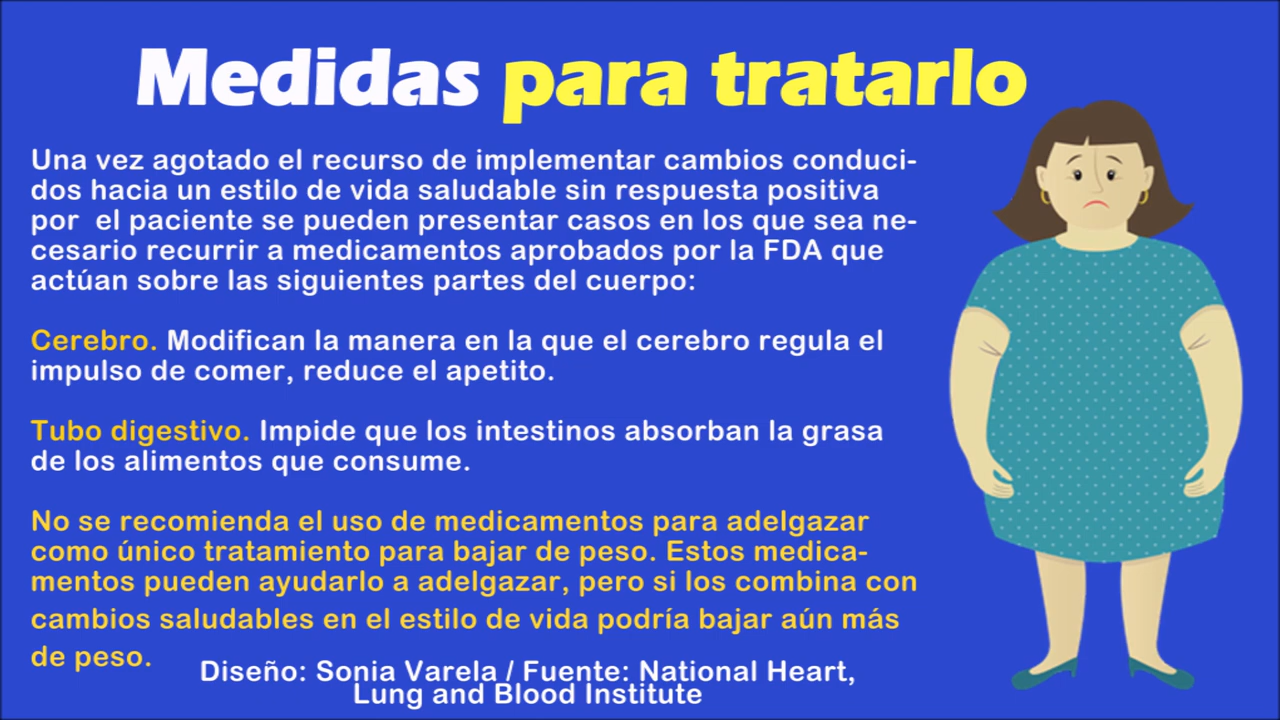 Medidas para tratarlo
Una vez agotado el recurso de implementar cambios conduci-
dos hacia un estilo de vida saludable sin respuesta positiva
por  el paciente se pueden presentar casos en los que sea ne-
cesario recurrir a medicamentos aprobados por la FDA que
actúan sobre las siguientes partes del cuerpo:
Cerebro. Modifican la manera en la que el cerebro regula el
impulso de comer, reduce el apetito.
Tubo digestivo. Impide que los intestinos absorban la grasa
de los alimentos que consume.
No se recomienda el uso de medicamentos para adelgazar
como único tratamiento para bajar de peso. Estos medica-
mentos pueden ayudarlo a adelgazar, pero si los combina con
cambios saludables en el estilo de vida podría bajar aún más
de peso.
Diseño: Sonia Varela / Fuente: National Heart,
Lung and Blood Institute